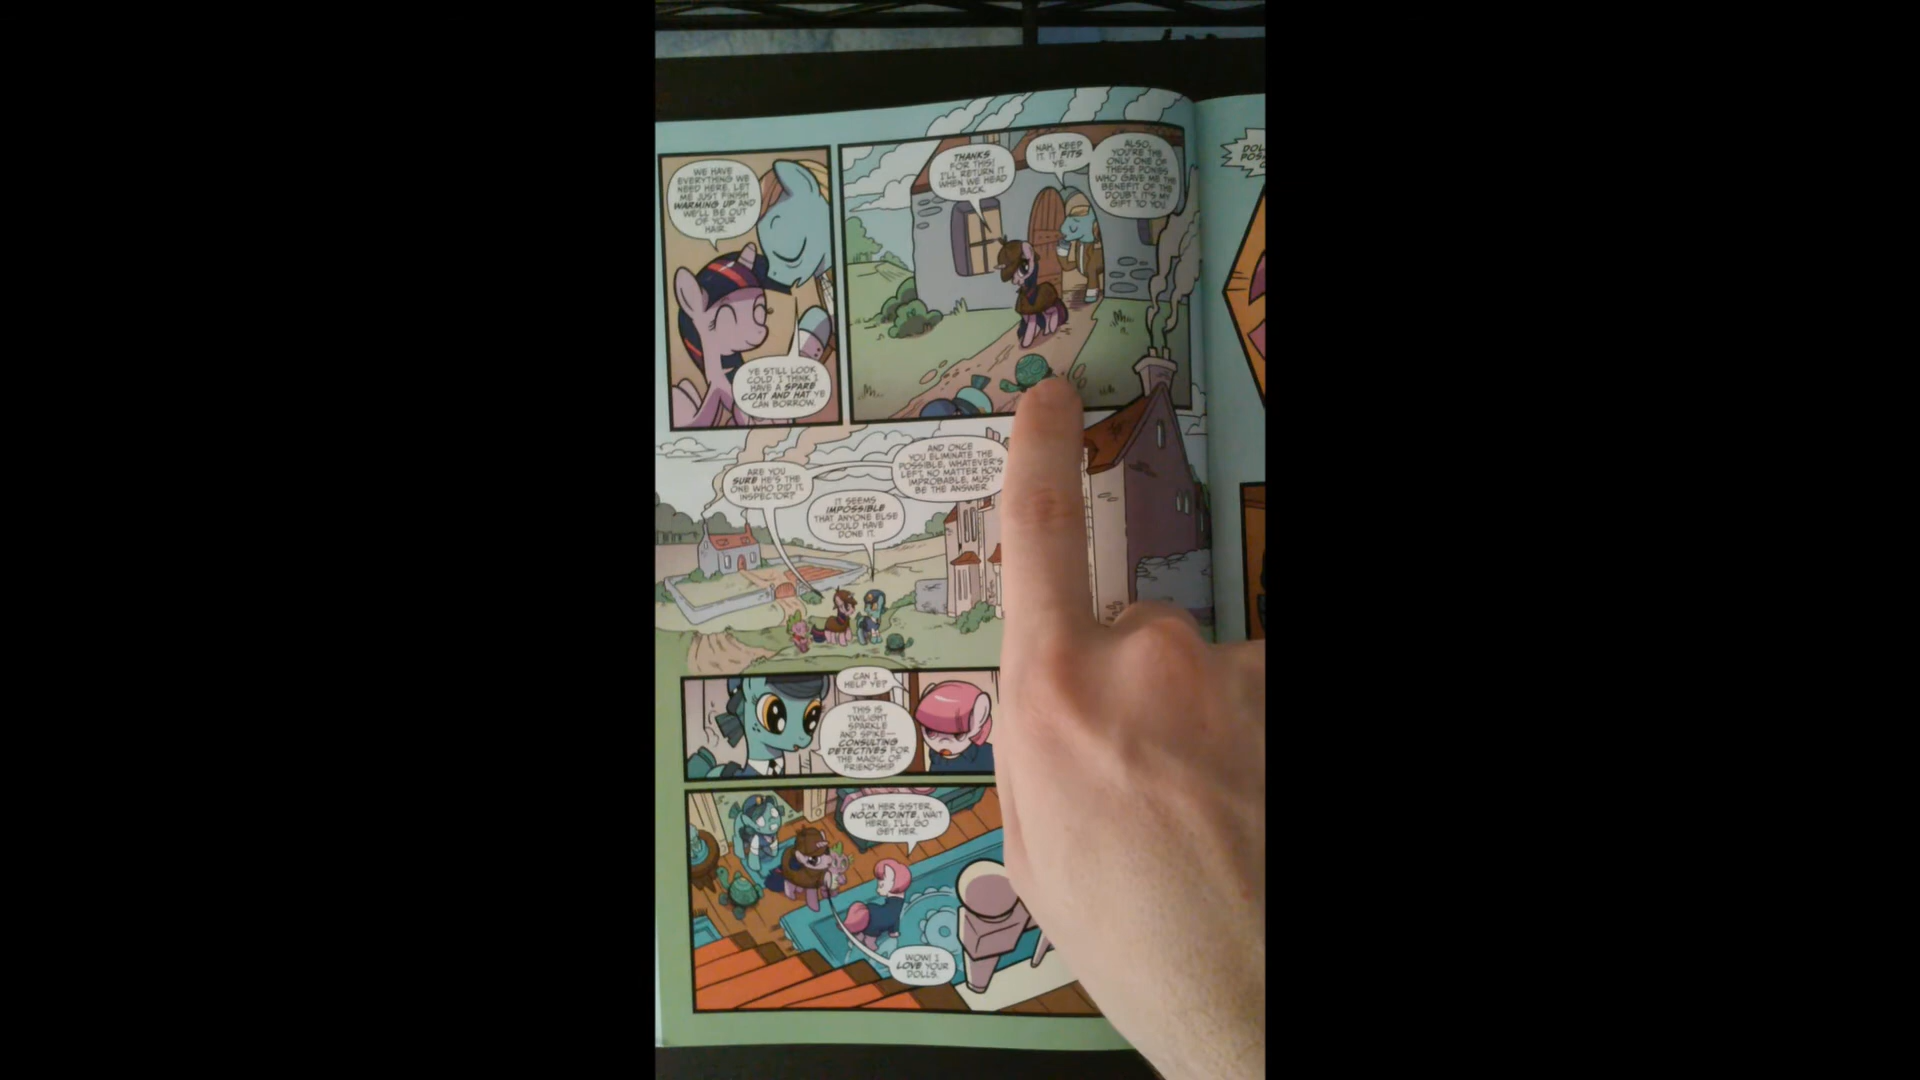 WE HAVE
EVERYTHING WE
NEED HERE. LET
ME JUST FINISH
WARMING UP AND
WE'LL BE OUT
OF YOUR
HAIR.
YE STILL LOOK
COLD. I THINK I
HAVE A SPARE
COAT AND HAT YE
CAN BORROW.
THANKS
FOR THIS!
I'LL RETURN IT
WHEN WE HEAD
BACK.
NAH, KEEP
IT. IT FITS
YE.
ALSO,
YOU'RE THE
ONLY ONE OF
THESE PONIES
WHO GAVE ME THE
BENEFIT OF THE
DOUBT. IT'S MY
GIFT TO YOU.
ARE YOU
SURE HE'S THE
ONE WHO DID IT,
INSPECTOR?
IT SEEMS
IMPOSSIBLE
THAT ANYONE ELSE
COULD HAVE
DONE IT.
AND ONCE
YOU ELIMINATE THE
POSSIBLE, WHATEVER'S
LEFT, NO MATTER HOW
IMPROBABLE, MUST
BE THE ANSWER.
CAN I
HELP YE?
THIS IS
TWILIGHT
SPARKLE
AND SPIKE—
CONSULTING
DETECTIVES FOR
THE MAGIC OF
FRIENDSHIP.
I'M HER SISTER,
NOCK POINTE. WAIT
HERE, I'LL GO
GET HER.
WOW! I
LOVE YOUR
DOLLS.